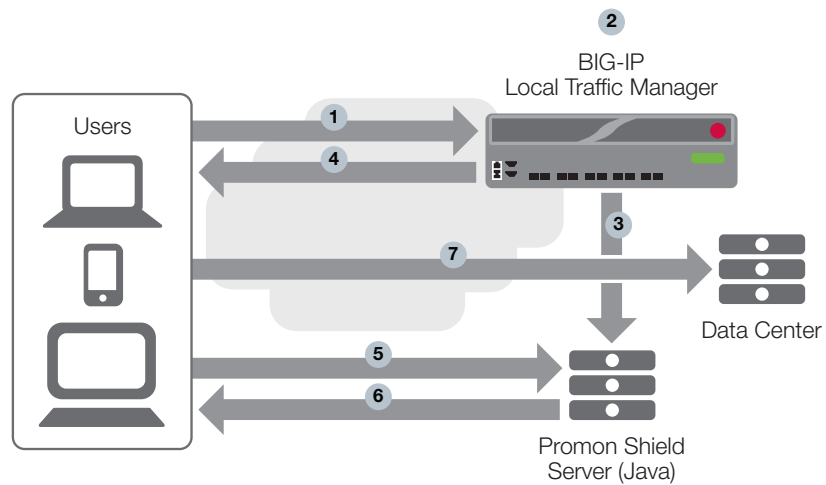 2
BIG-IP
Local Traffic Manager
Users
1
4
3
7
Data Center
5
6
Promon Shield
Server (Java)